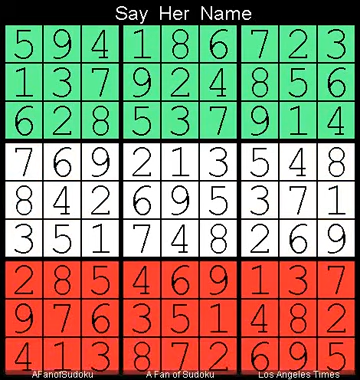 Say Her Name
5 9 4 1 8 6 7 2 3
1 3 7 9 2 4 8 5 6
6 2 8 5 3 7 9 1 4
7 6 9 2 1 3 5 4 8
8 4 2 6 9 5 3 7 1
3 5 1 7 4 8 2 6 9
2 8 5 4 6 9 1 3 7
9 7 6 3 5 1 4 8 2
4 1 3 8 7 2 6 9 5
AFanofSudoku A Fan of Sudoku Los Angeles Times